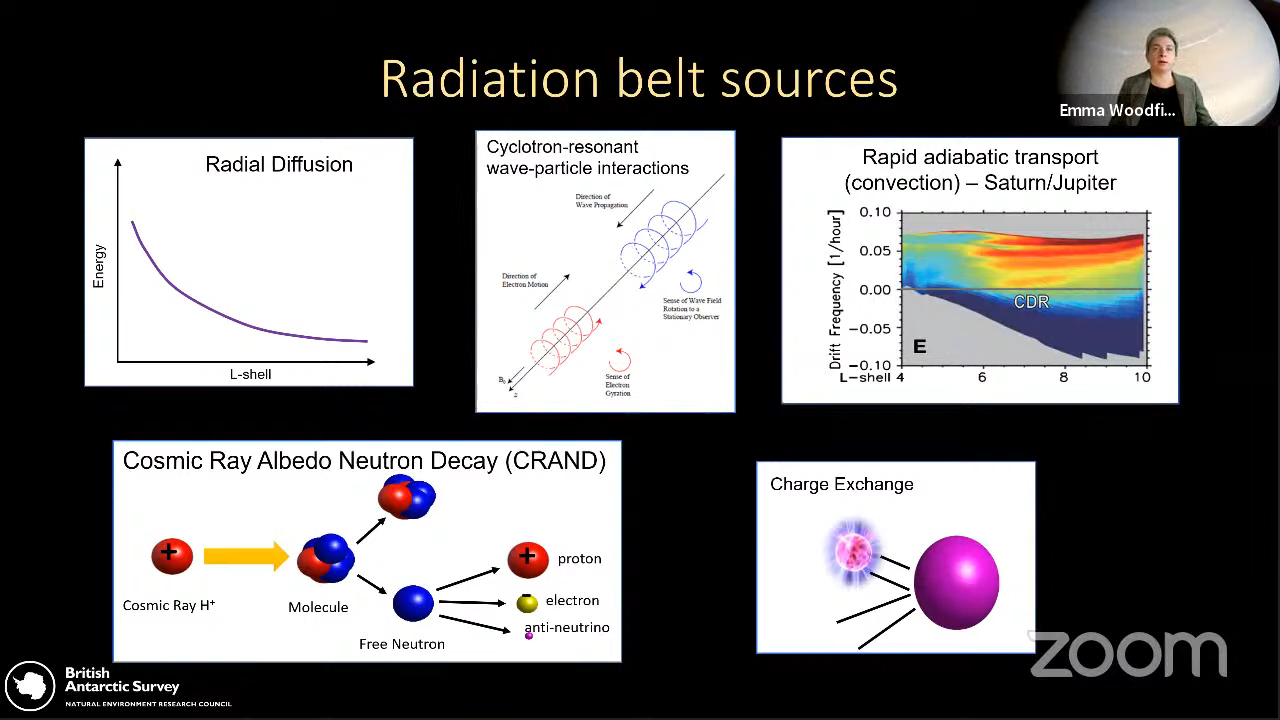 Radiation belt sources
Emma Woodfi...
Radial Diffusion
Energy
L-shell
Cyclotron-resonant
wave-particle interactions
Direction of
Wave Propagation
Direction of
Electron Motion
Sense of Wave Field
Rotation to a
Stationary Observer
Sense of
Electron
Gyration
B₀
z
Rapid adiabatic transport
(convection) – Saturn/Jupiter
Drift Frequency [1/hour]
0.10
0.05
0.00
−0.05
−0.10
CDR
E
L−shell 4 6 8 10
Cosmic Ray Albedo Neutron Decay (CRAND)
+
Cosmic Ray H⁺
Molecule
Free Neutron
+
proton
-
electron
anti-neutrino
Charge Exchange
British
Antarctic Survey
NATURAL ENVIRONMENT RESEARCH COUNCIL
zoom